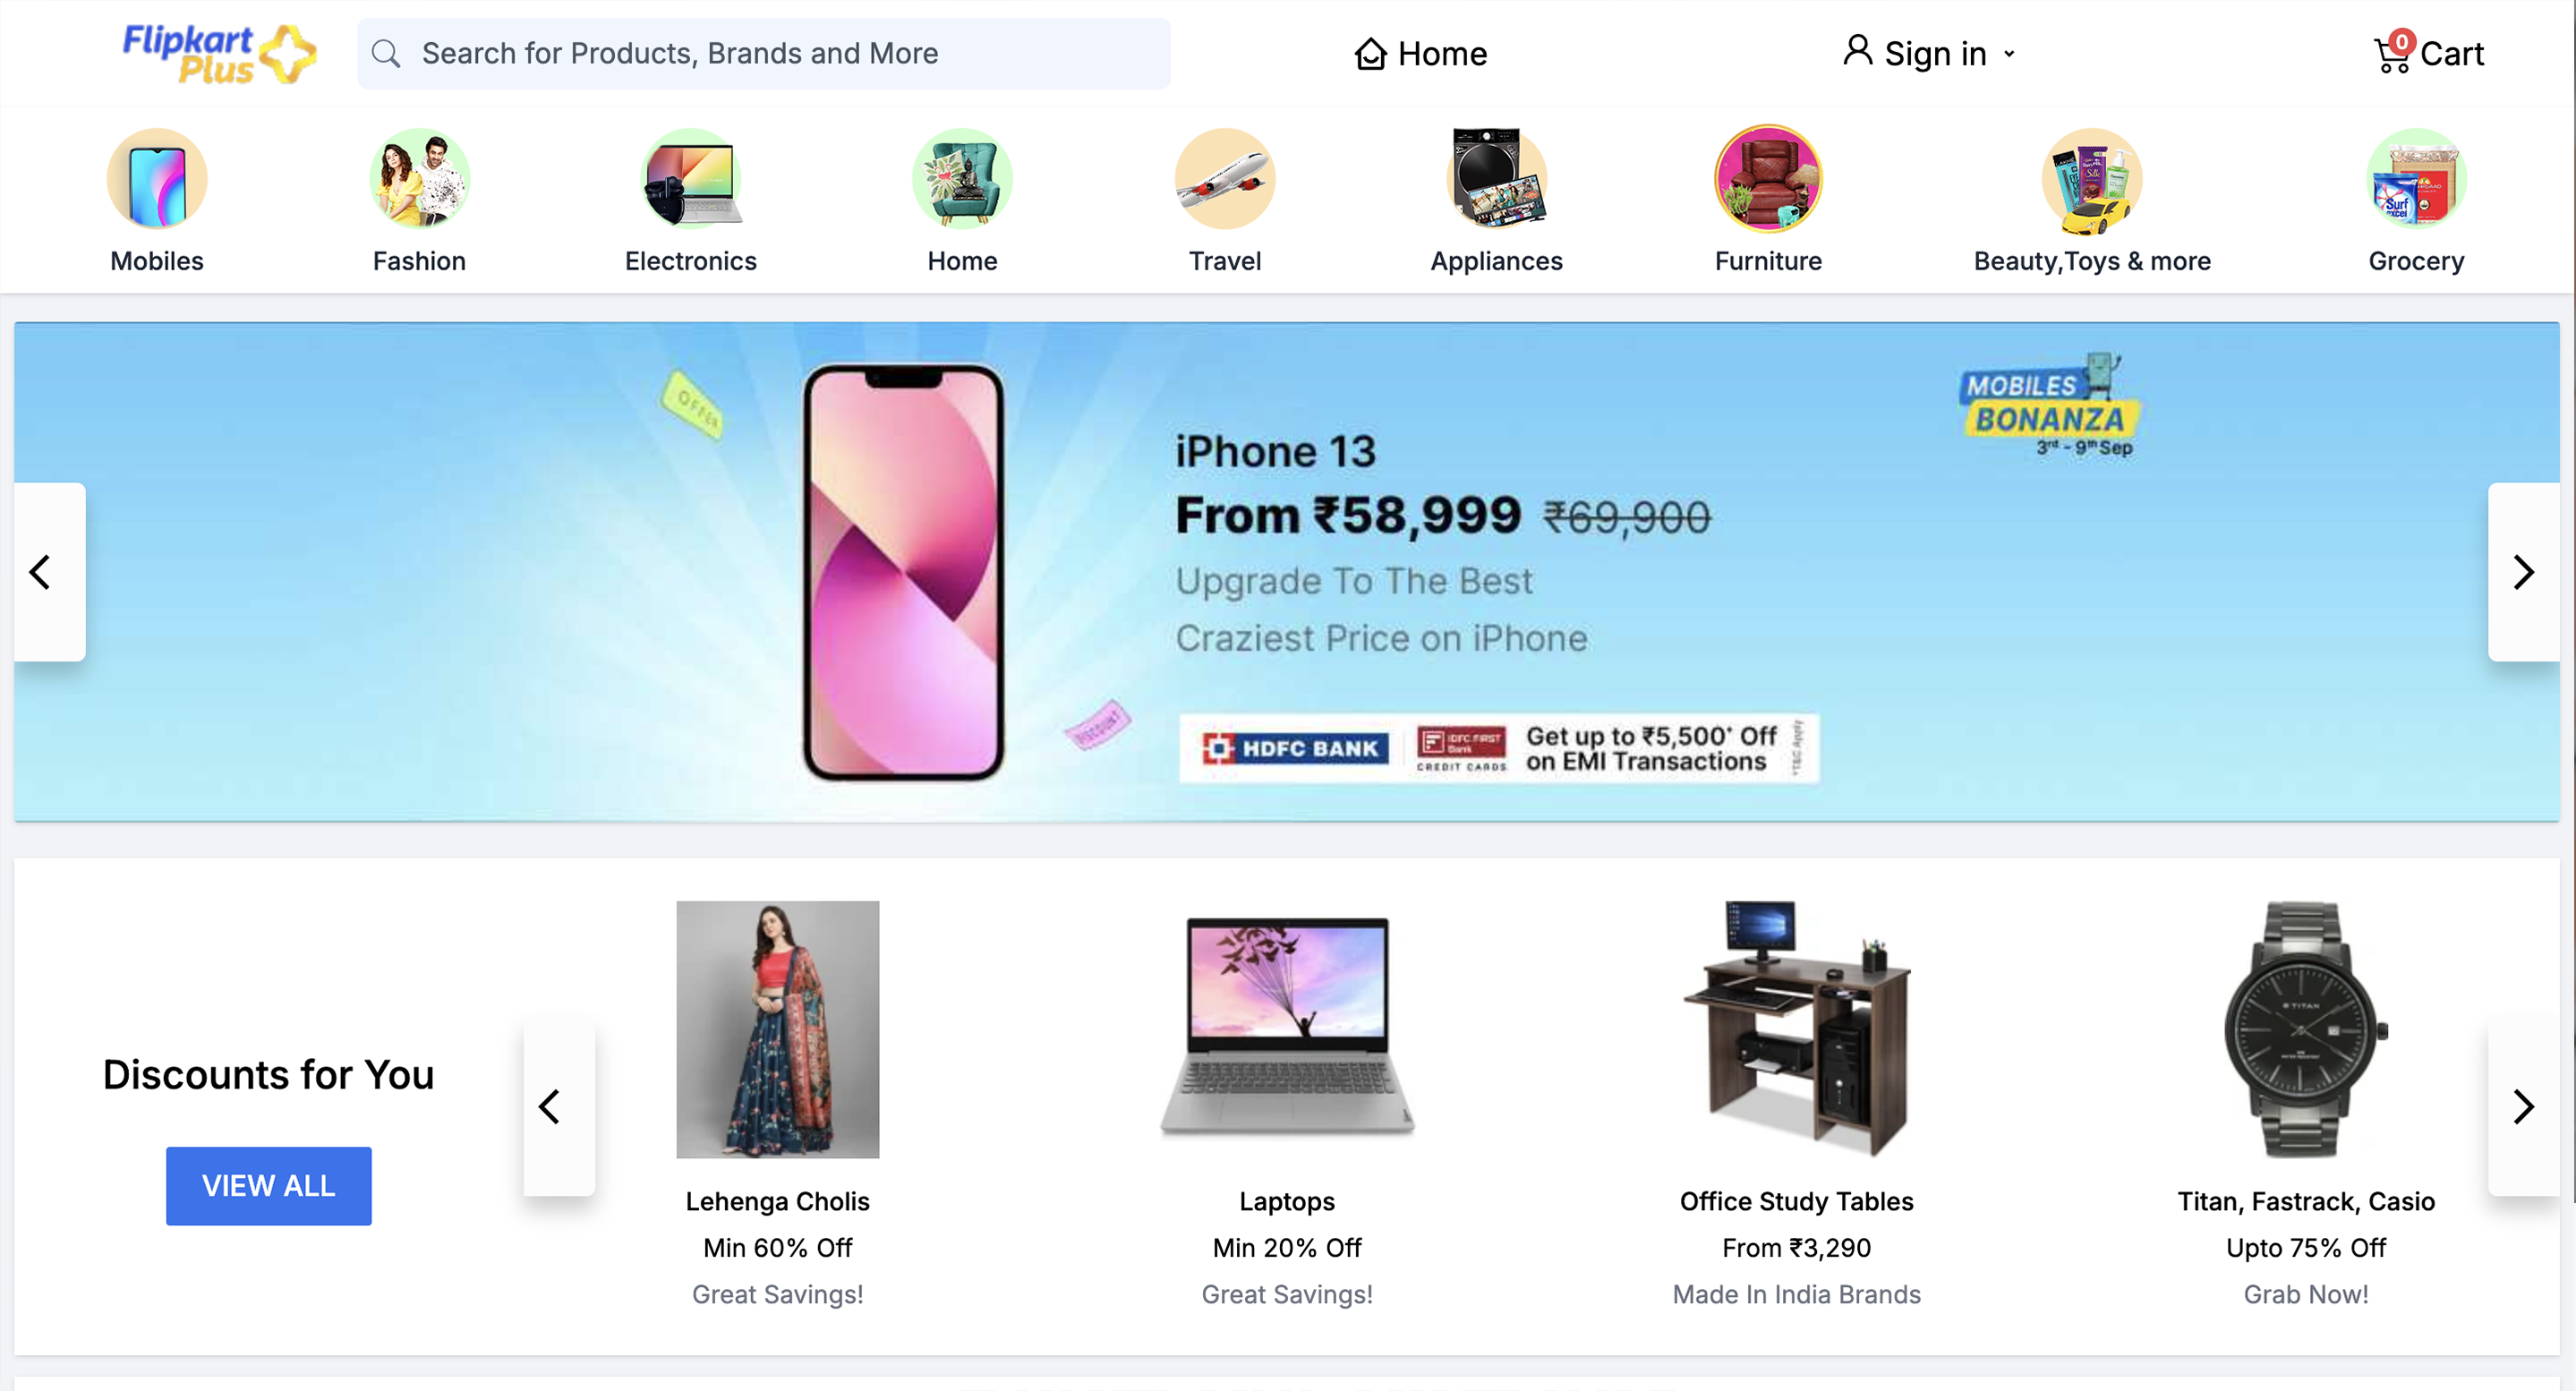 Flipkart
Plus
Search for Products, Brands and More
Home
Sign in
0
Cart
Mobiles
Fashion
Electronics
Home
Travel
Appliances
Furniture
Beauty,Toys & more
Grocery
Surf
excel
OFFER
MOBILES
BONANZA
3rd - 9th Sep
iPhone 13
From ₹58,999 ₹69,900
Upgrade To The Best
Craziest Price on iPhone
DISCOUNT
HDFC BANK
IDFC FIRST
Bank
CREDIT CARDS
Get up to ₹5,500* Off
on EMI Transactions
*T&C Apply
Discounts for You
VIEW ALL
TITAN
Lehenga Cholis
Min 60% Off
Great Savings!
Laptops
Min 20% Off
Great Savings!
Office Study Tables
From ₹3,290
Made In India Brands
Titan, Fastrack, Casio
Upto 75% Off
Grab Now!